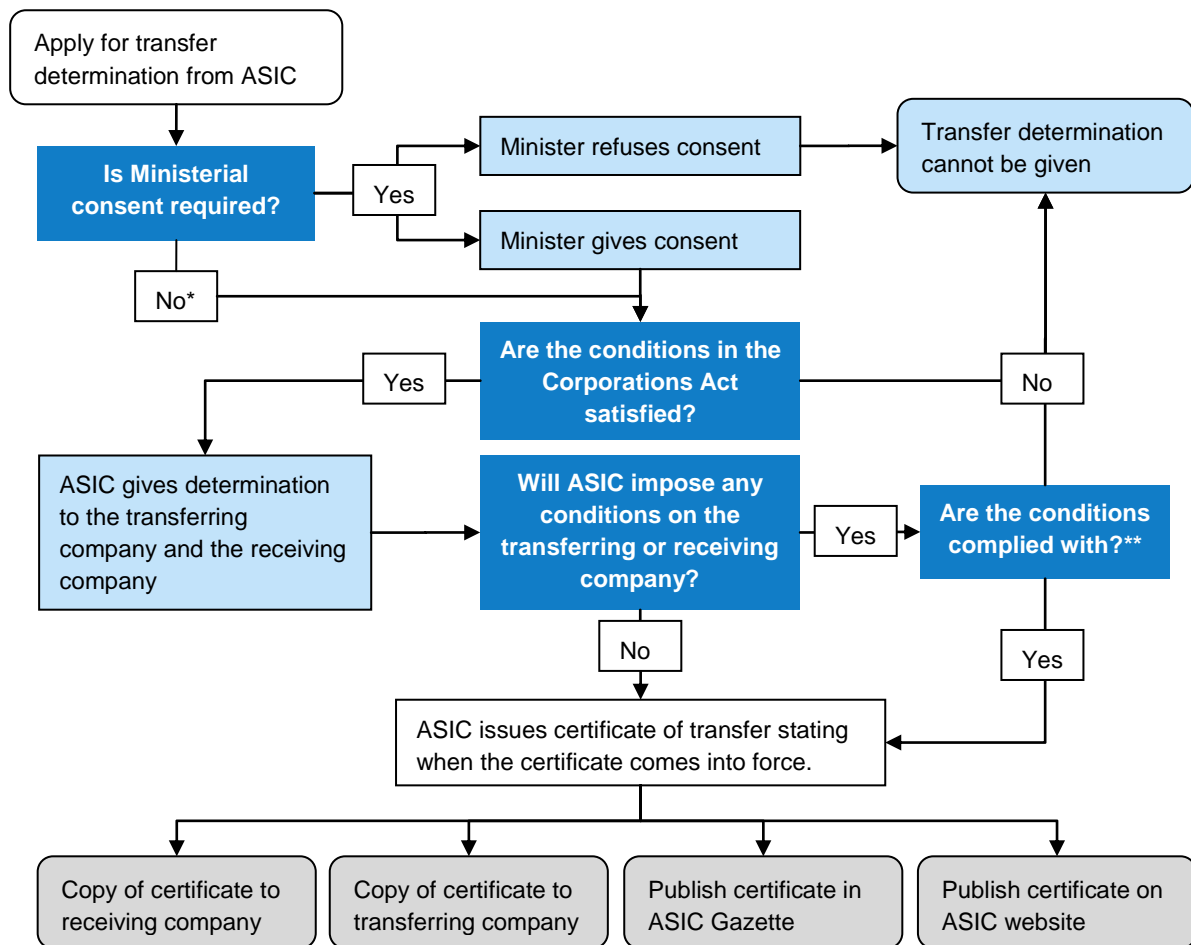 Apply for transfer
determination from ASIC
Is Ministerial
consent required?
Yes
Minister refuses consent
Transfer determination
cannot be given
Minister gives consent
No*
Are the conditions in the
Corporations Act
satisfied?
Yes
No
ASIC gives determination
to the transferring
company and the receiving
company
Will ASIC impose any
conditions on the
transferring or receiving
company?
Yes
Are the conditions
complied with?**
No
Yes
ASIC issues certificate of transfer stating
when the certificate comes into force.
Copy of certificate to
receiving company
Copy of certificate to
transferring company
Publish certificate in
ASIC Gazette
Publish certificate on
ASIC website